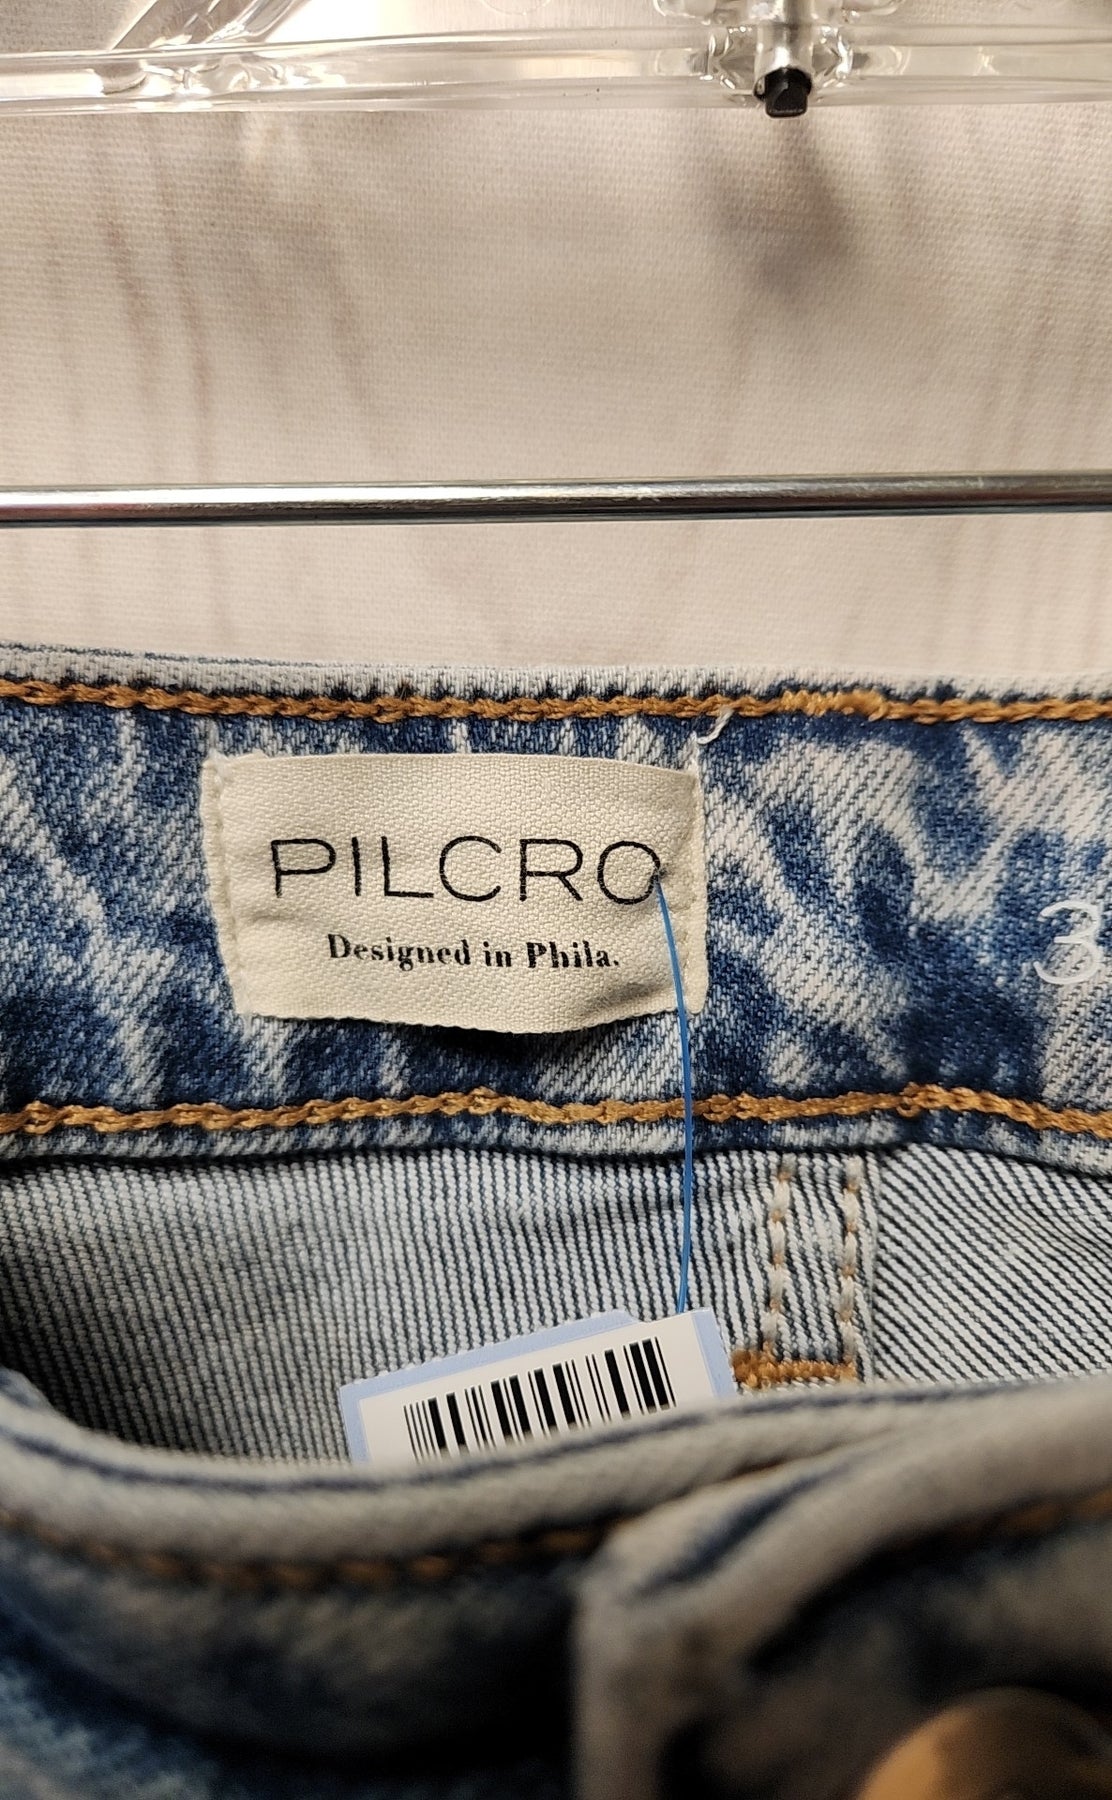 PILCRO
Designed in Phila.
3